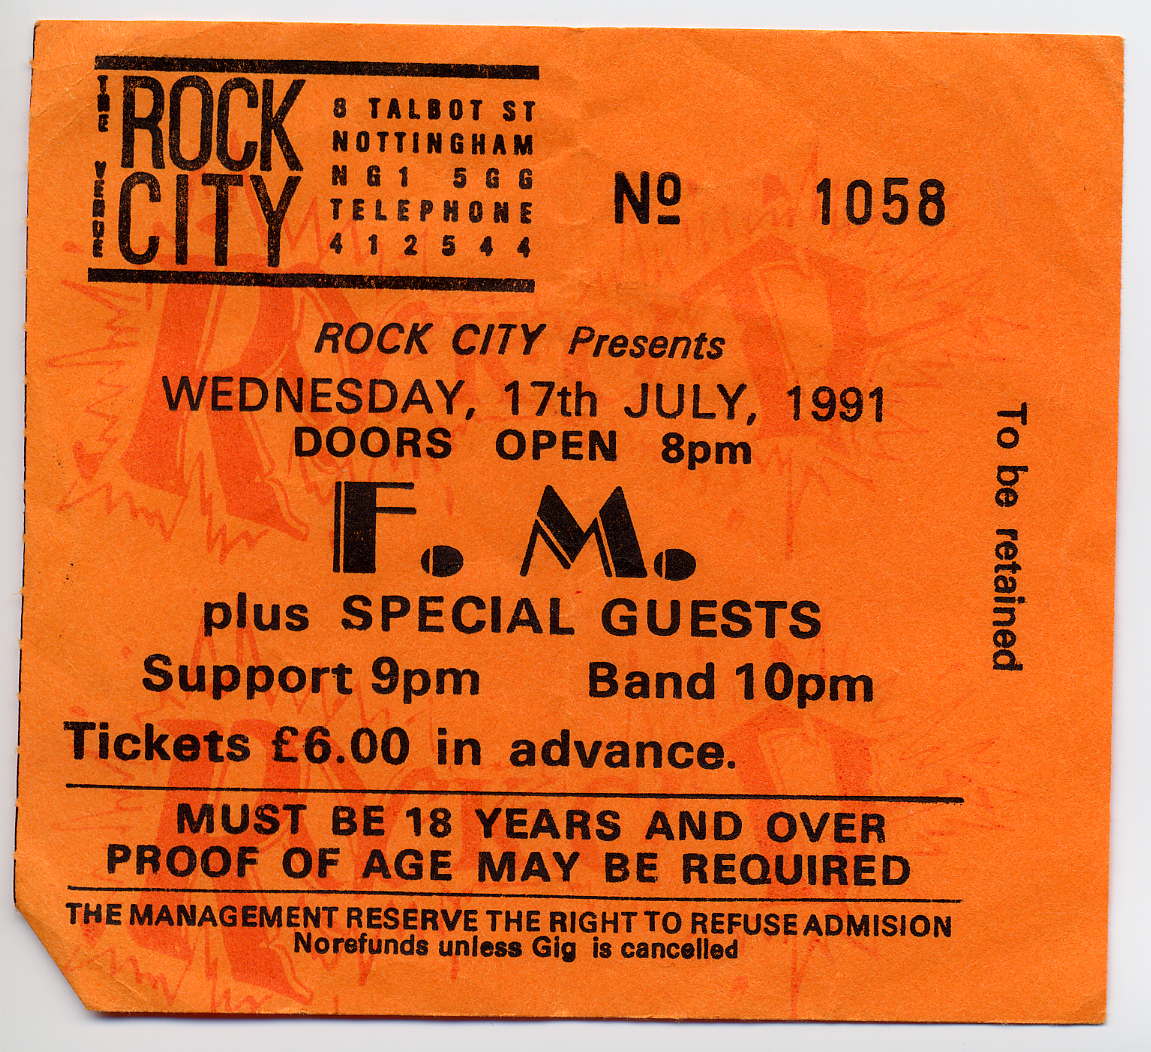 THE VENUE
ROCK
CITY
8 TALBOT ST
NOTTINGHAM
NG1 5GG
TELEPHONE
412544
Nº 1058
ROCK CITY Presents
WEDNESDAY, 17th JULY, 1991
DOORS OPEN 8pm
F. M.
plus SPECIAL GUESTS
Support 9pm Band 10pm
Tickets £6.00 in advance.
To be retained
MUST BE 18 YEARS AND OVER
PROOF OF AGE MAY BE REQUIRED
THE MANAGEMENT RESERVE THE RIGHT TO REFUSE ADMISION
No refunds unless Gig is cancelled